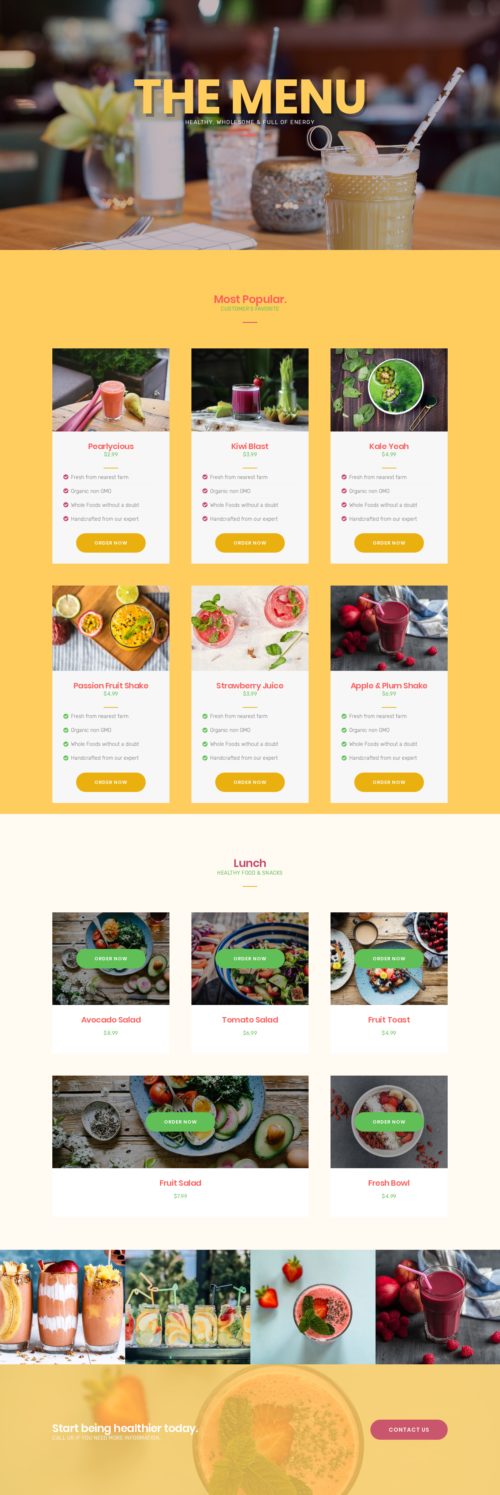 THE MENU
HEALTHY, WHOLESOME & FULL OF ENERGY
Most Popular.
CUSTOMER'S FAVORITE
Pearlycious
$2.99
Fresh from nearest farm
Organic non GMO
Whole Foods without a doubt
Handcrafted from our expert
ORDER NOW
Kiwi Blast
$3.99
Fresh from nearest farm
Organic non GMO
Whole Foods without a doubt
Handcrafted from our expert
ORDER NOW
Kale Yeah
$4.99
Fresh from nearest farm
Organic non GMO
Whole Foods without a doubt
Handcrafted from our expert
ORDER NOW
Passion Fruit Shake
$4.99
Fresh from nearest farm
Organic non GMO
Whole Foods without a doubt
Handcrafted from our expert
ORDER NOW
Strawberry Juice
Fresh from nearest farm
Organic non GMO
Whole Foods without a doubt
Handcrafted from our expert
ORDER NOW
Apple & Plum Shake
$6.99
Fresh from nearest farm
Organic non GMO
Whole Foods without a doubt
Handcrafted from our expert
ORDER NOW
Lunch
HEALTHY FOOD & SNACKS
ORDER NOW
Avocado Salad
ORDER NOW
Tomato Salad
$6.99
ORDER NOW
Fruit Toast
$4.99
ORDER NOW
Fruit Salad
$7.99
ORDER NOW
Fresh Bowl
$4.99
Start being healthier today.
CALL US IF YOU NEED MORE INFORMATION.
CONTACT US